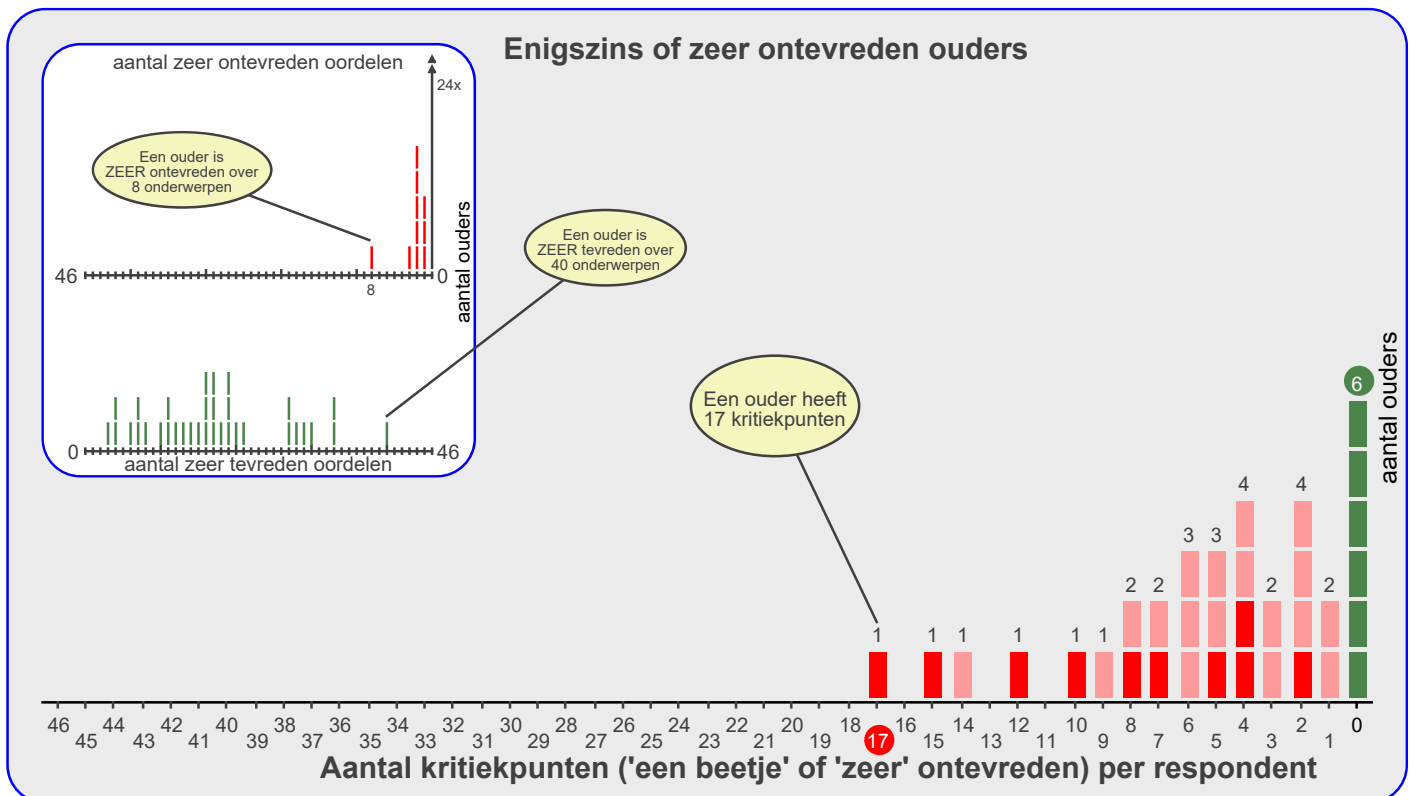 Enigszins of zeer ontevreden ouders
aantal zeer ontevreden oordelen
24x
Een ouder is
ZEER ontevreden over
8 onderwerpen
46
8
0
aantal ouders
Een ouder is
ZEER tevreden over
40 onderwerpen
0
46
aantal zeer tevreden oordelen
Een ouder heeft
17 kritiekpunten
6
aantal ouders
1 1 1 1 1 1 2 2 3 3 4 2 4 2
46 44 42 40 38 36 34 32 30 28 26 24 22 20 18 16 14 12 10 8 6 4 2 0
45 43 41 39 37 35 33 31 29 27 25 23 21 19 17 15 13 11 9 7 5 3 1
Aantal kritiekpunten ('een beetje' of 'zeer' ontevreden) per respondent